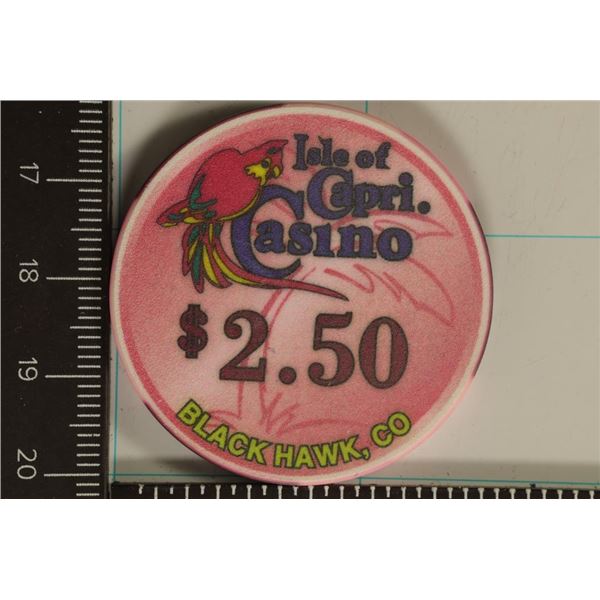 Isle of
Capri.
Casino
$2.50
BLACK HAWK, CO
17
18
19
20